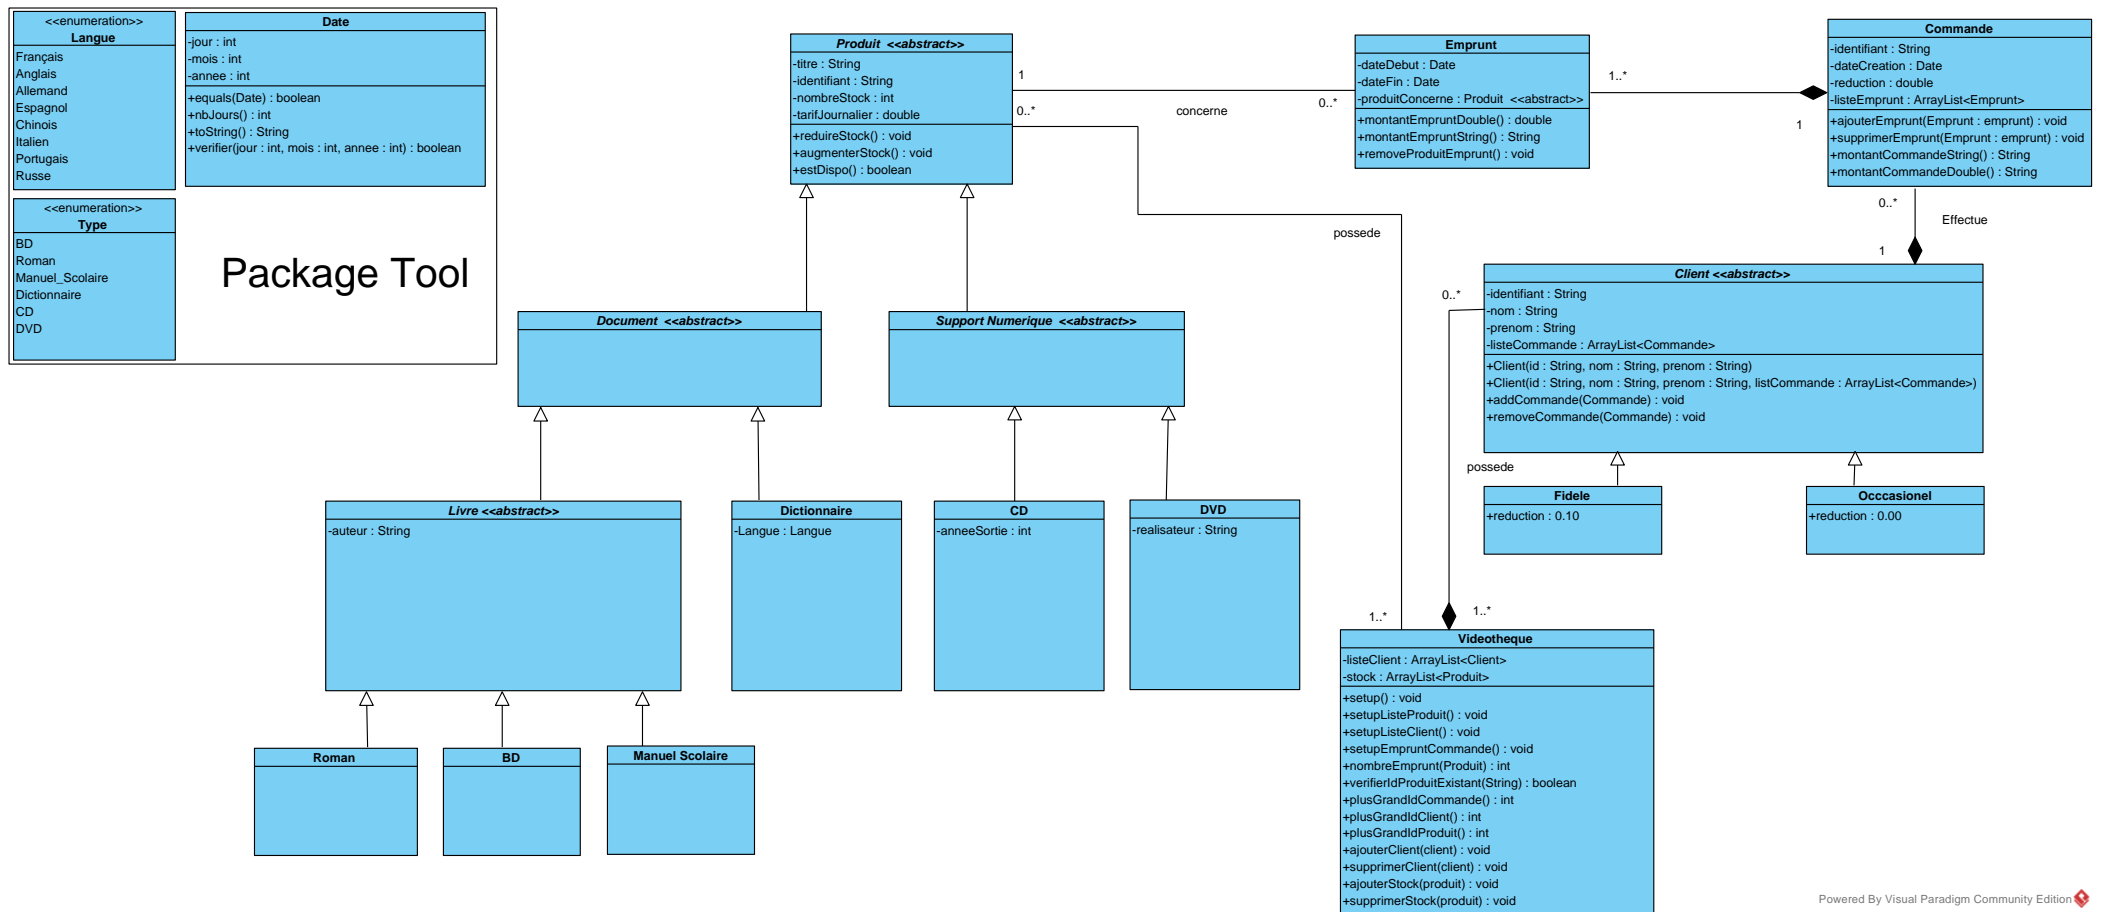 <<enumeration>>
Langue
Français
Anglais
Allemand
Espagnol
Chinois
Italien
Portugais
Russe
Date
-jour : int
-mois : int
-annee : int
+equals(Date) : boolean
+nbJours() : int
+toString() : String
+verifier(jour : int, mois : int, annee : int) : boolean
<<enumeration>>
Type
BD
Roman
Manuel_Scolaire
Dictionnaire
CD
DVD
Package Tool
Produit <<abstract>>
-titre : String
-identifiant : String
-nombreStock : int
-tarifJournalier : double
+reduireStock() : void
+augmenterStock() : void
+estDispo() : boolean
1
0..*
concerne
0..*
Emprunt
-dateDebut : Date
-dateFin : Date
-produitConcerne : Produit <<abstract>>
+montantEmpruntDouble() : double
+montantEmpruntString() : String
+removeProduitEmprunt() : void
1..*
1
Commande
-identifiant : String
-dateCreation : Date
-reduction : double
-listeEmprunt : ArrayList<Emprunt>
+ajouterEmprunt(Emprunt : emprunt) : void
+supprimerEmprunt(Emprunt : emprunt) : void
+montantCommandeString() : String
+montantCommandeDouble() : String
0..*
Effectue
1
possede
Client <<abstract>>
-identifiant : String
-nom : String
-prenom : String
-listeCommande : ArrayList<Commande>
+Client(id : String, nom : String, prenom : String)
+Client(id : String, nom : String, prenom : String, listCommande : ArrayList<Commande>)
+addCommande(Commande) : void
+removeCommande(Commande) : void
0..*
possede
Document <<abstract>>
Support Numerique <<abstract>>
Livre <<abstract>>
-auteur : String
Dictionnaire
-Langue : Langue
CD
-anneeSortie : int
DVD
-realisateur : String
Fidele
+reduction : 0.10
Occcasionel
+reduction : 0.00
1..*
1..*
Roman
BD
Manuel Scolaire
Videotheque
-listeClient : ArrayList<Client>
-stock : ArrayList<Produit>
+setup() : void
+setupListeProduit() : void
+setupListeClient() : void
+setupEmpruntCommande() : void
+nombreEmprunt(Produit) : int
+verifierIdProduitExistant(String) : boolean
+plusGrandIdCommande() : int
+plusGrandIdClient() : int
+plusGrandIdProduit() : int
+ajouterClient(client) : void
+supprimerClient(client) : void
+ajouterStock(produit) : void
+supprimerStock(produit) : void
Powered By Visual Paradigm Community Edition